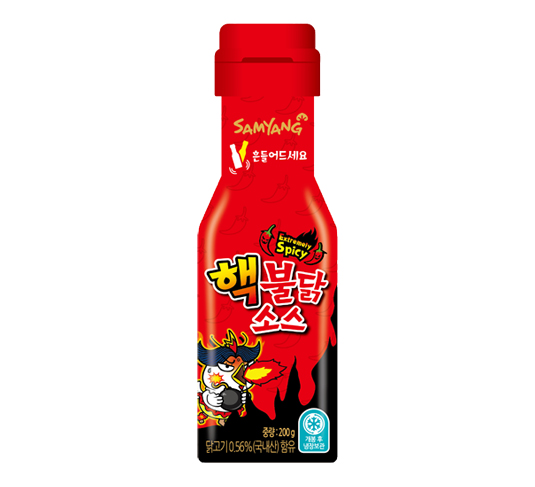 SAMYANG
흔들어드세요
Extremely
Spicy
핵불닭
소스
중량:200g
닭고기 0.56%(국내산) 함유
개봉 후
냉장보관